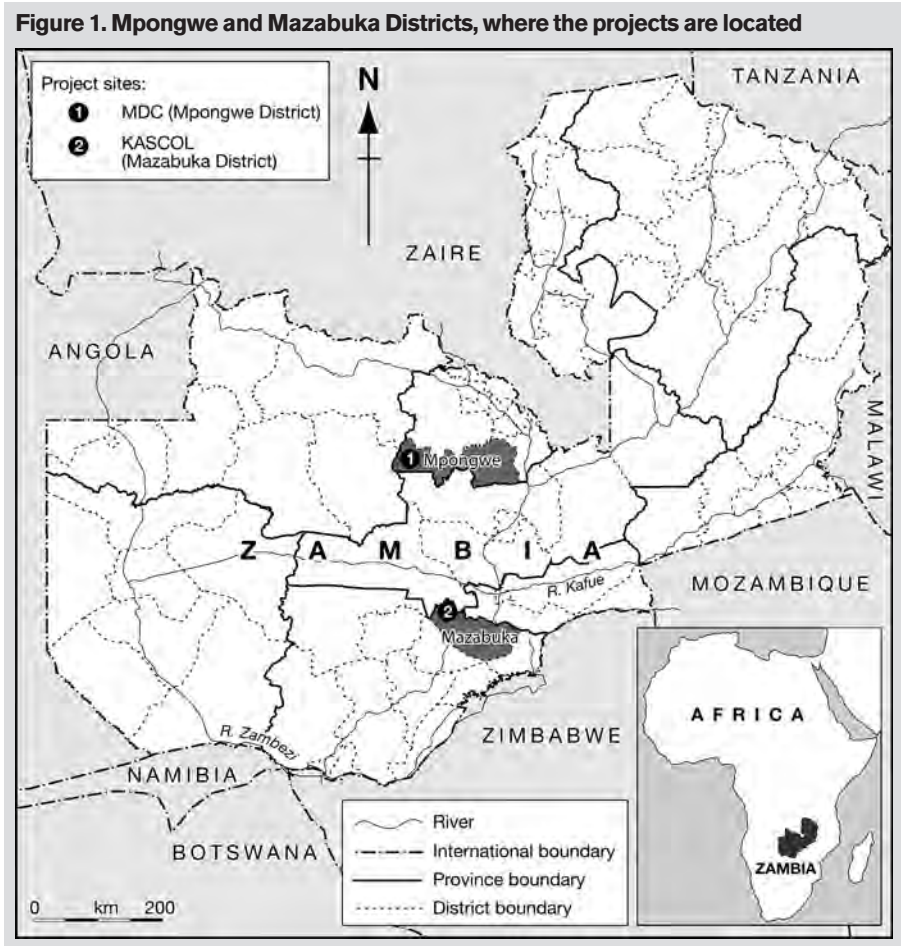 Figure 1. Mpongwe and Mazabuka Districts, where the projects are located
Project sites:
1 MDC (Mpongwe District)
2 KASCOL
(Mazabuka District)
N
TANZANIA
ZAIRE
ANGOLA
MALAWI
1 Mpongwe
ZAMBIA
R. Kafue
MOZAMBIQUE
2
Mazabuka
R. Zambezi
ZIMBABWE
NAMIBIA
BOTSWANA
0 km 200
River
International boundary
Province boundary
District boundary
AFRICA
ZAMBIA